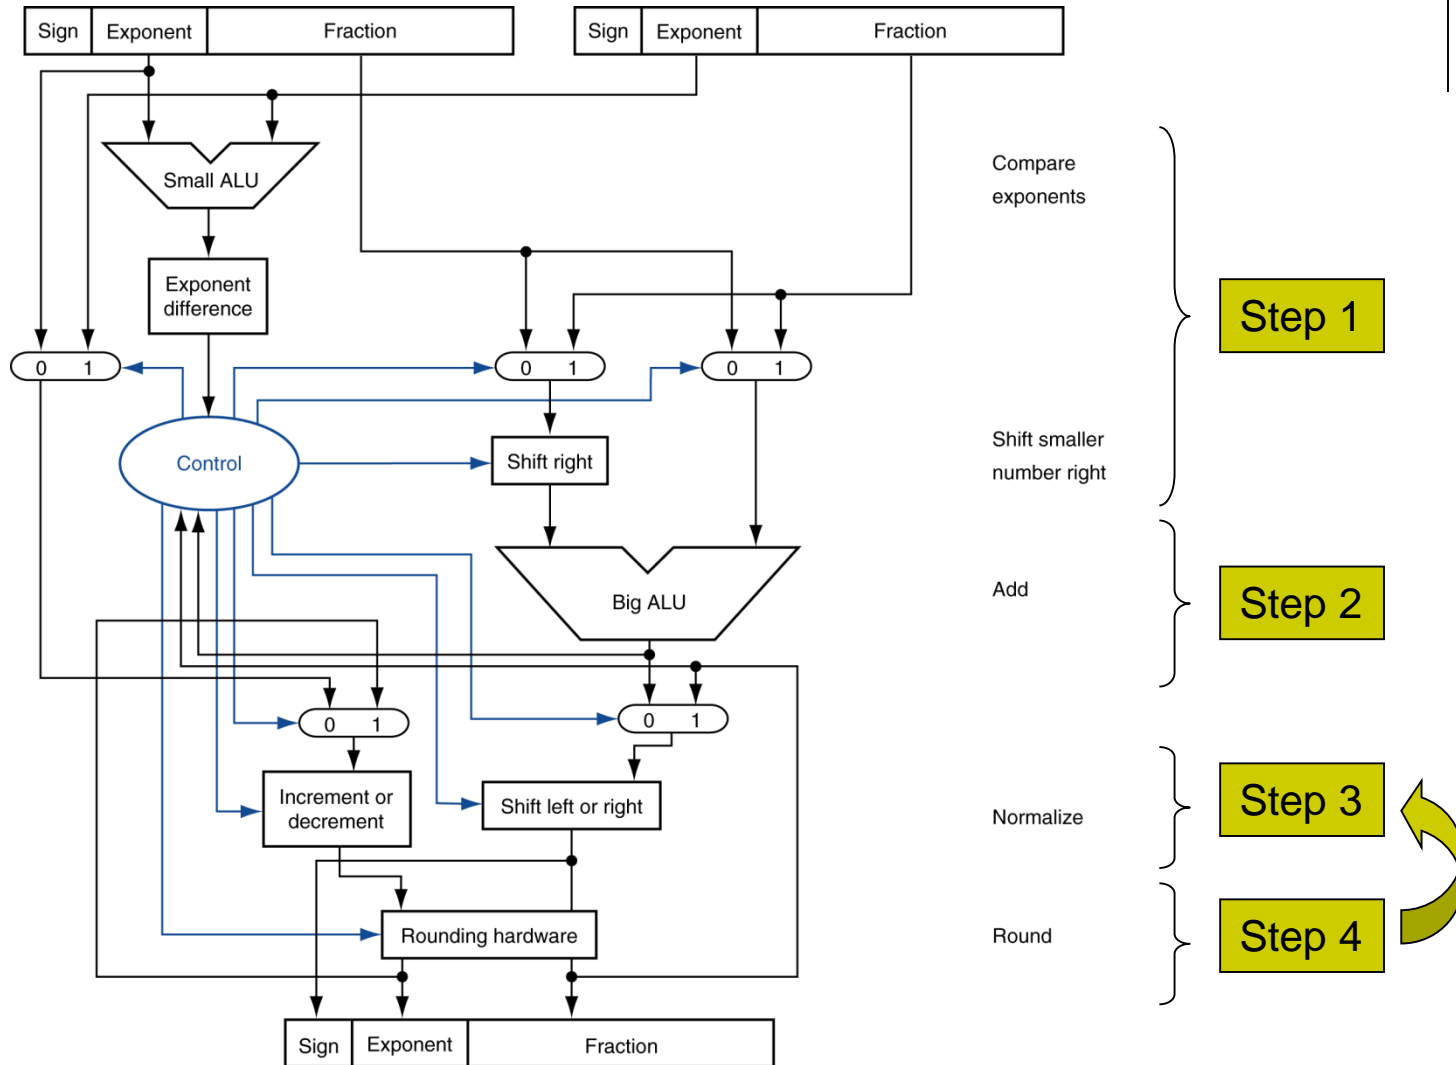 Sign Exponent Fraction Sign Exponent Fraction
Small ALU
Compare
exponents
Exponent
difference
Step 1
0 1 0 1 0 1
Control
Shift right
Shift smaller
number right
Big ALU
Add
Step 2
0 1 0 1
Increment or
decrement
Shift left or right
Normalize
Step 3
Rounding hardware
Round
Step 4
Sign Exponent Fraction